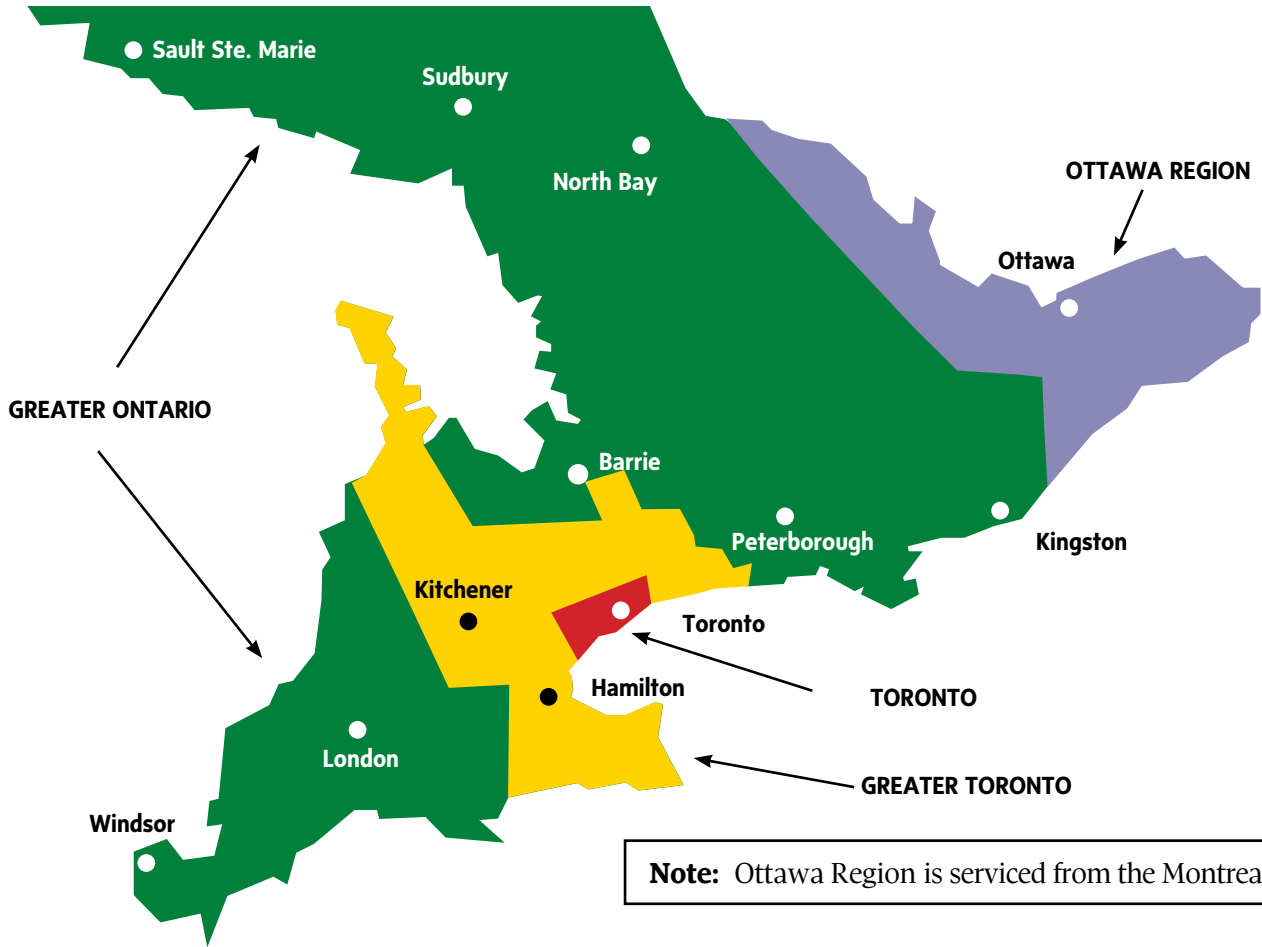 Sault Ste. Marie
Sudbury
North Bay
OTTAWA REGION
Ottawa
GREATER ONTARIO
Barrie
Peterborough
Kingston
Kitchener
Toronto
Hamilton
TORONTO
London
GREATER TORONTO
Windsor
Note: Ottawa Region is serviced from the Montrea